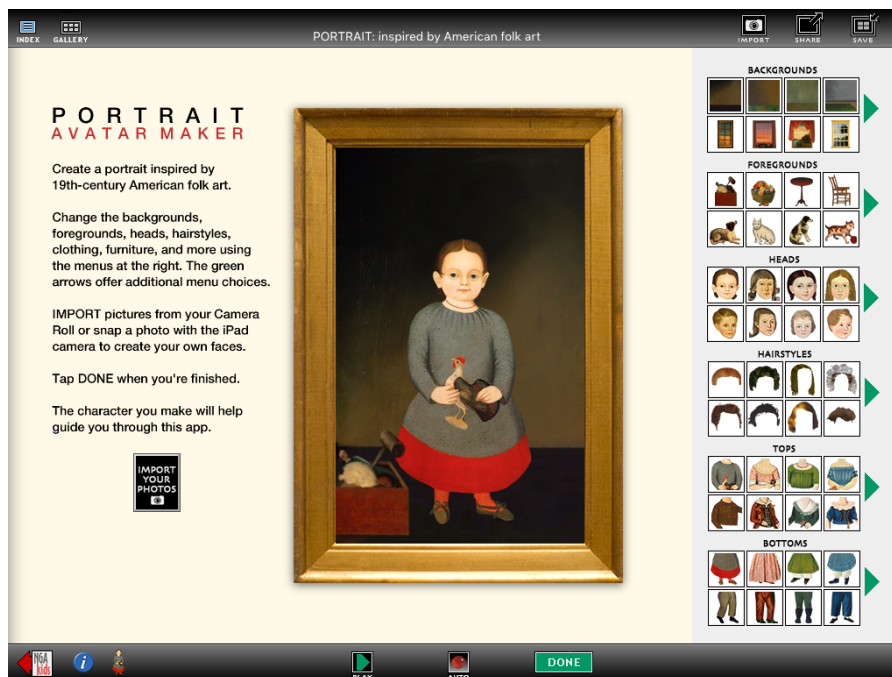 INDEX
GALLERY
PORTRAIT: inspired by American folk art
IMPORT
SHARE
SAVE
PORTRAIT
AVATAR MAKER
Create a portrait inspired by
19th-century American folk art.
Change the backgrounds,
foregrounds, heads, hairstyles,
clothing, furniture, and more using
the menus at the right. The green
arrows offer additional menu choices.
IMPORT pictures from your Camera
Roll or snap a photo with the iPad
camera to create your own faces.
Tap DONE when you're finished.
The character you make will help
guide you through this app.
IMPORT
YOUR
PHOTOS
BACKGROUNDS
FOREGROUNDS
HEADS
HAIRSTYLES
TOPS
BOTTOMS
NGA
kids
i
PLAY
AUTO
DONE